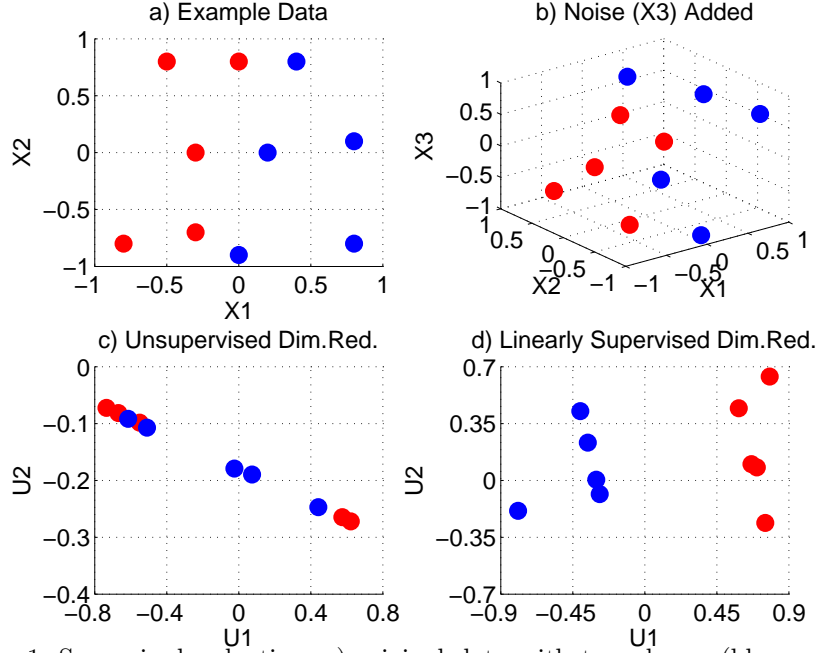 a) Example Data
1
0.5
0
−0.5
−1
X2
−1 −0.5 0 0.5 1
X1
b) Noise (X3) Added
1
0.5
0
−0.5
−1
X3
1
0.5
0
−0.5
−1
X2
−1
−0.5
0
0.5
1
X1
c) Unsupervised Dim.Red.
0
−0.1
−0.2
−0.3
−0.4
U2
−0.8 −0.4 0 0.4 0.8
U1
d) Linearly Supervised Dim.Red.
0.7
0.35
0
−0.35
−0.7
U2
−0.9 −0.45 0 0.45 0.9
U1